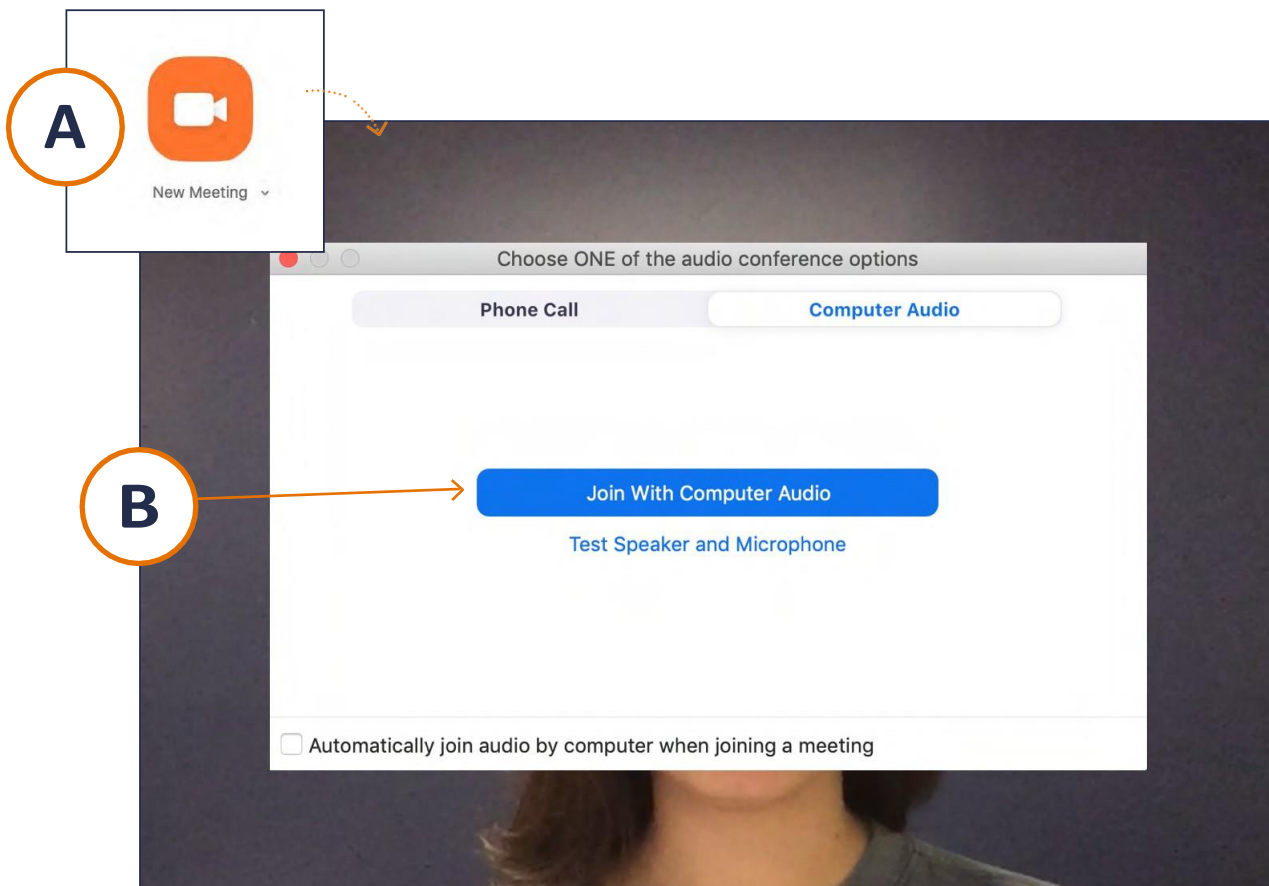 A
New Meeting
Choose ONE of the audio conference options
Phone Call
Computer Audio
B
Join With Computer Audio
Test Speaker and Microphone
Automatically join audio by computer when joining a meeting